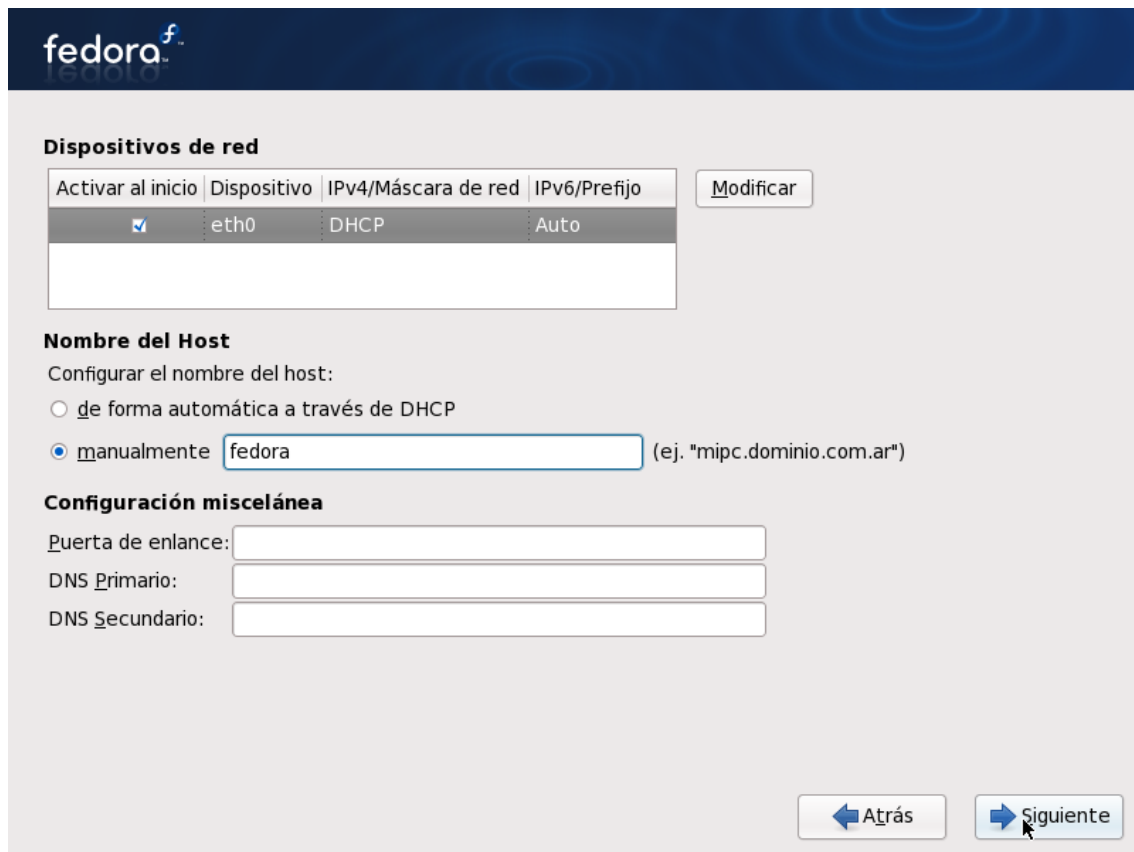 fedora
Dispositivos de red
Activar al inicio Dispositivo IPv4/Máscara de red IPv6/Prefijo Modificar
eth0 DHCP Auto
Nombre del Host
Configurar el nombre del host:
de forma automática a través de DHCP
manualmente fedora (ej. "mipc.dominio.com.ar")
Configuración miscelánea
Puerta de enlance:
DNS Primario:
DNS Secundario:
Atrás Siguiente